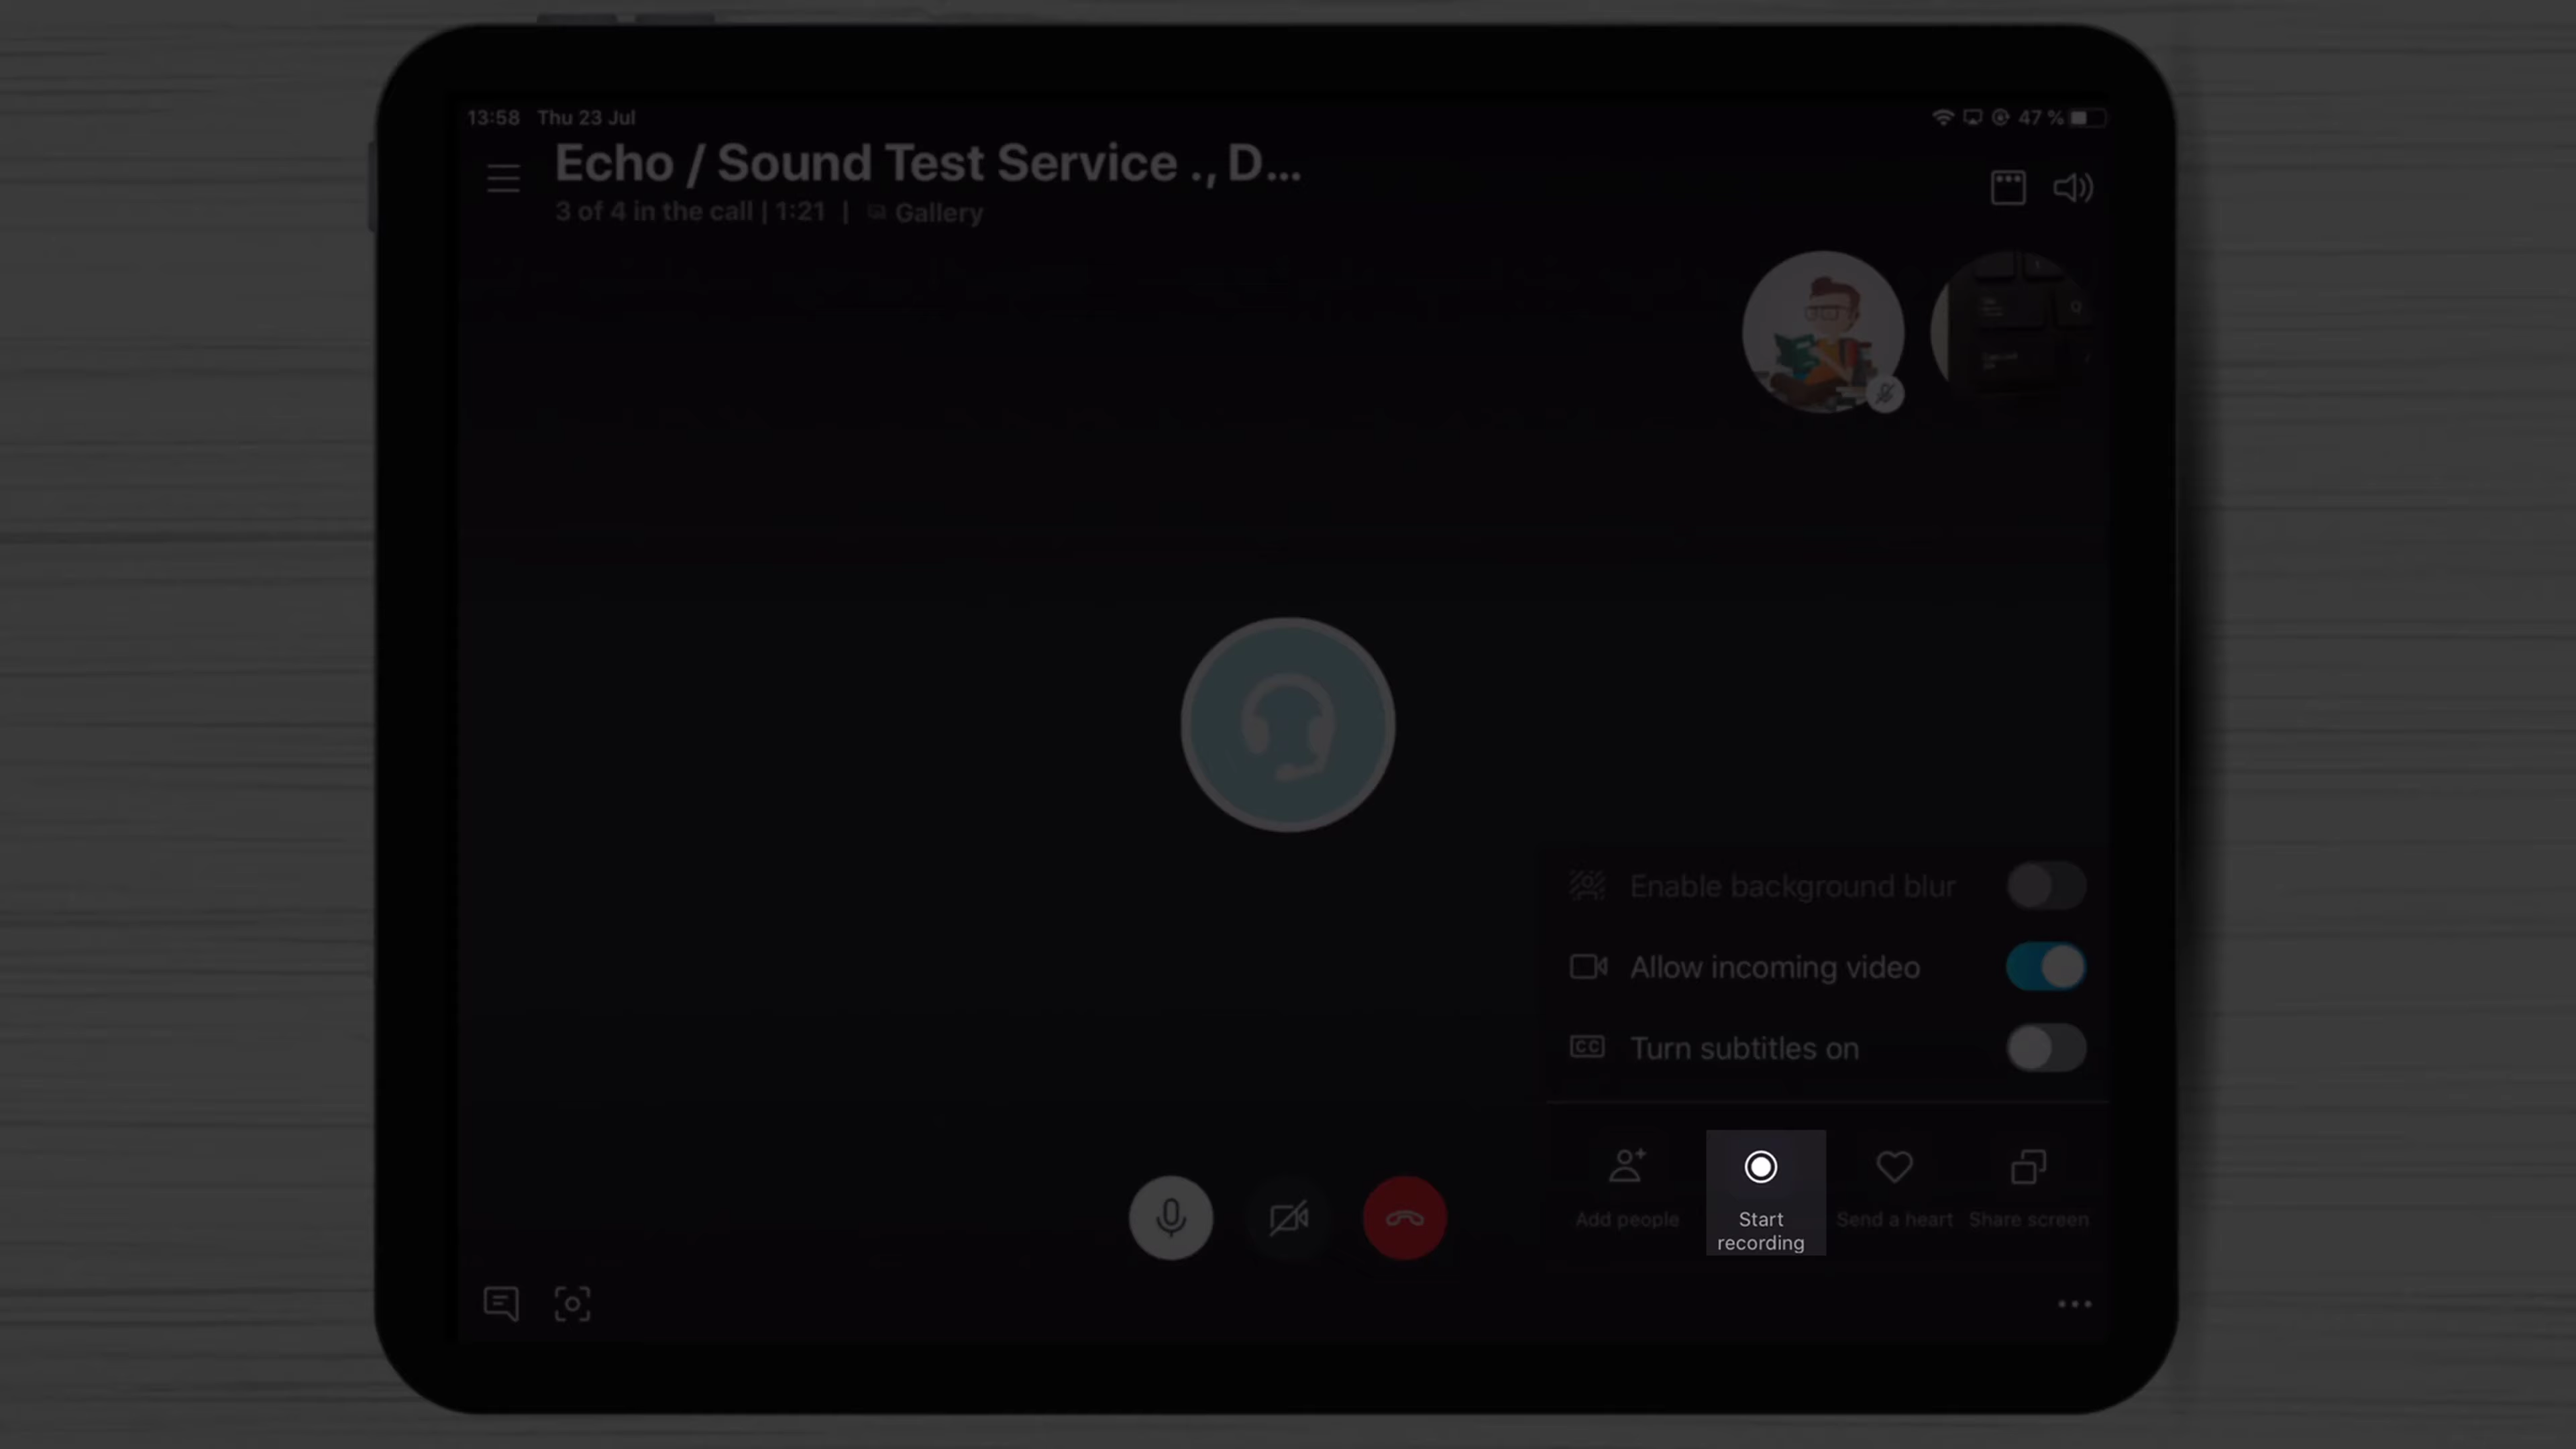 13:58 Thu 23 Jul
47 %
Echo / Sound Test Service ., D...
3 of 4 in the call | 1:21 | Gallery
Enable background blur
Allow incoming video
CC Turn subtitles on
Add people
Start
recording
Send a heart
Share screen